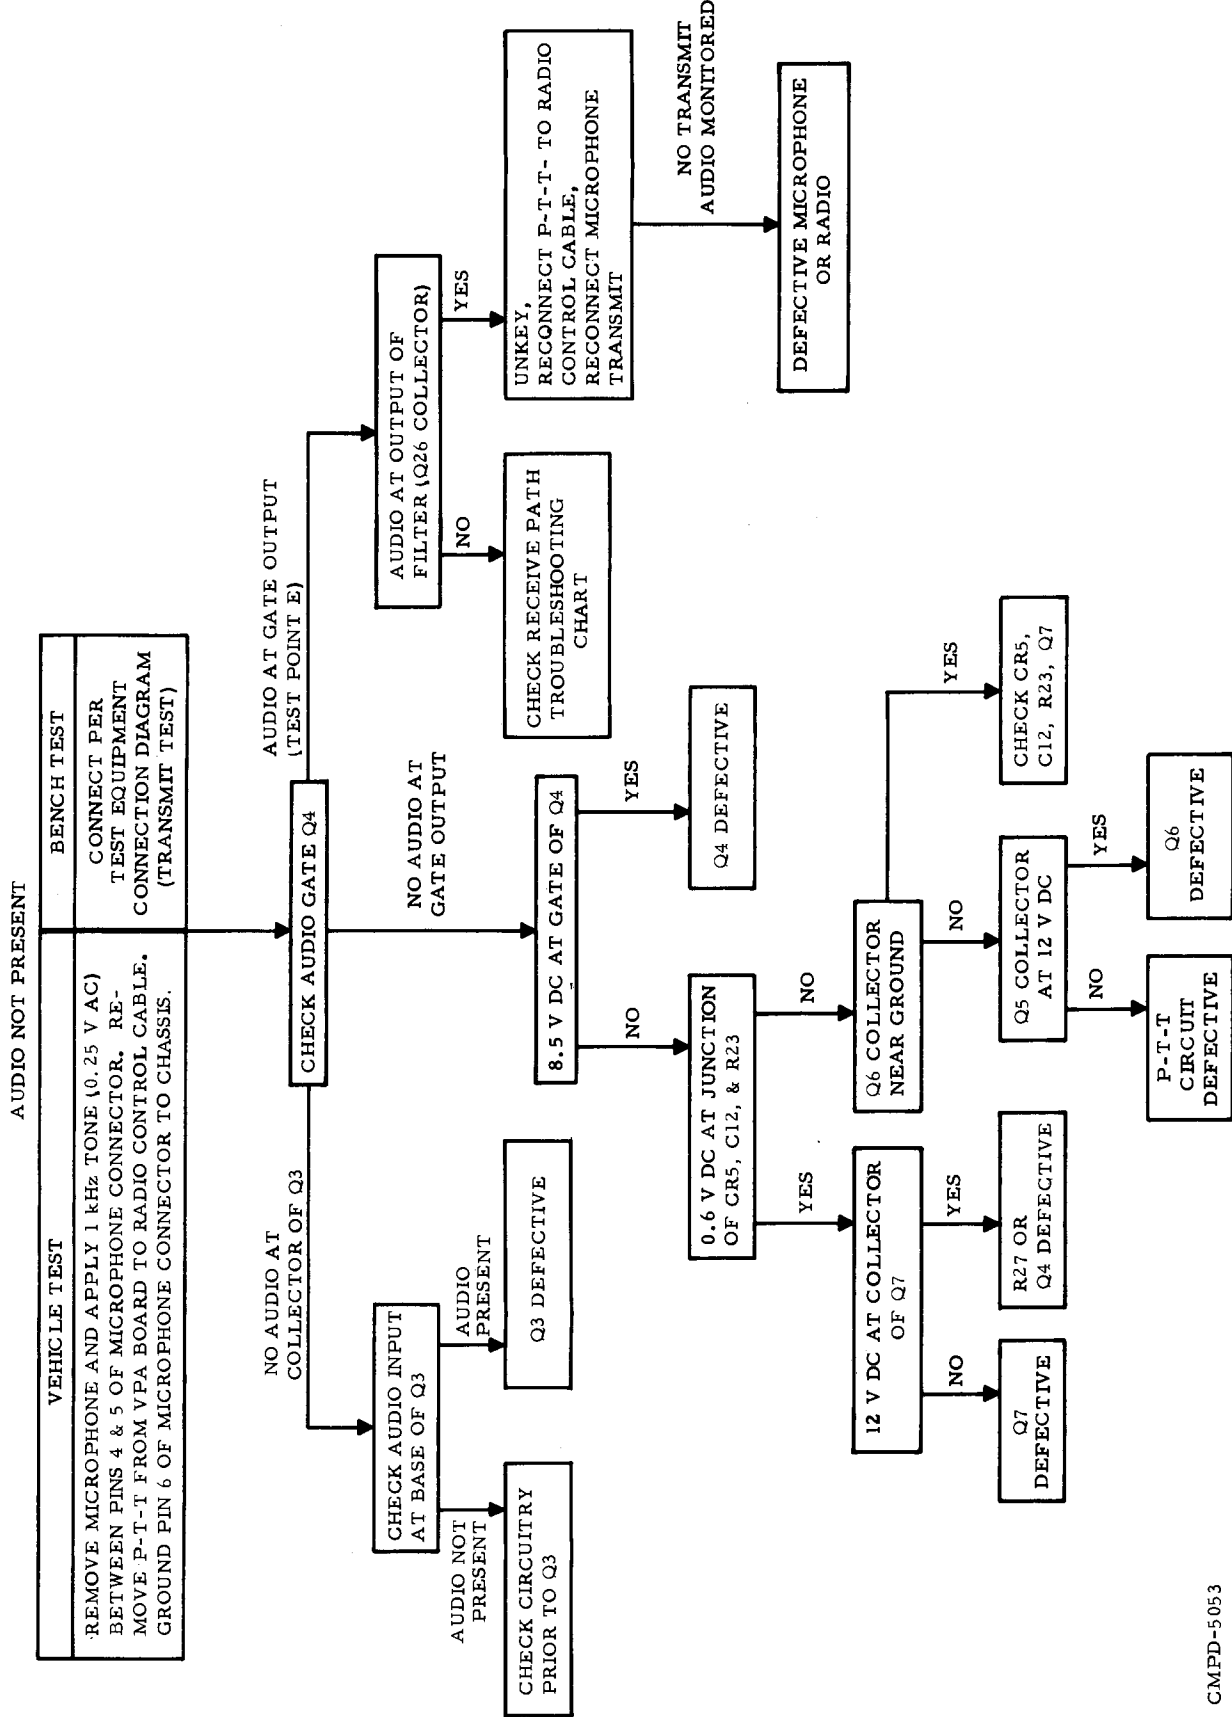 AUDIO NOT PRESENT
VEHICLE TEST
BENCH TEST
REMOVE MICROPHONE AND APPLY 1 kHz TONE (0.25 V AC)
BETWEEN PINS 4 & 5 OF MICROPHONE CONNECTOR. RE-
MOVE P-T-T FROM VPA BOARD TO RADIO CONTROL CABLE.
GROUND PIN 6 OF MICROPHONE CONNECTOR TO CHASSIS.
CONNECT PER
TEST EQUIPMENT
CONNECTION DIAGRAM
(TRANSMIT TEST)
CHECK AUDIO GATE Q4
NO AUDIO AT
COLLECTOR OF Q3
NO AUDIO AT
GATE OUTPUT
AUDIO AT GATE OUTPUT
(TEST POINT E)
CHECK AUDIO INPUT
AT BASE OF Q3
AUDIO NOT
PRESENT
AUDIO
PRESENT
CHECK CIRCUITRY
PRIOR TO Q3
Q3 DEFECTIVE
AUDIO AT OUTPUT OF
FILTER (Q26 COLLECTOR)
NO
YES
CHECK RECEIVE PATH
TROUBLESHOOTING
CHART
UNKEY,
RECONNECT P-T-T- TO RADIO
CONTROL CABLE,
RECONNECT MICROPHONE
TRANSMIT
NO TRANSMIT
AUDIO MONITORED
DEFECTIVE MICROPHONE
OR RADIO
8.5 V DC AT GATE OF Q4
NO
YES
Q4 DEFECTIVE
0.6 V DC AT JUNCTION
OF CR5, C12, & R23
YES
NO
12 V DC AT COLLECTOR
OF Q7
NO
YES
Q7
DEFECTIVE
R27 OR
Q4 DEFECTIVE
Q6 COLLECTOR
NEAR GROUND
NO
YES
Q5 COLLECTOR
AT 12 V DC
CHECK CR5,
C12, R23, Q7
NO
YES
P-T-T
CIRCUIT
DEFECTIVE
Q6
DEFECTIVE
CMPD-5053